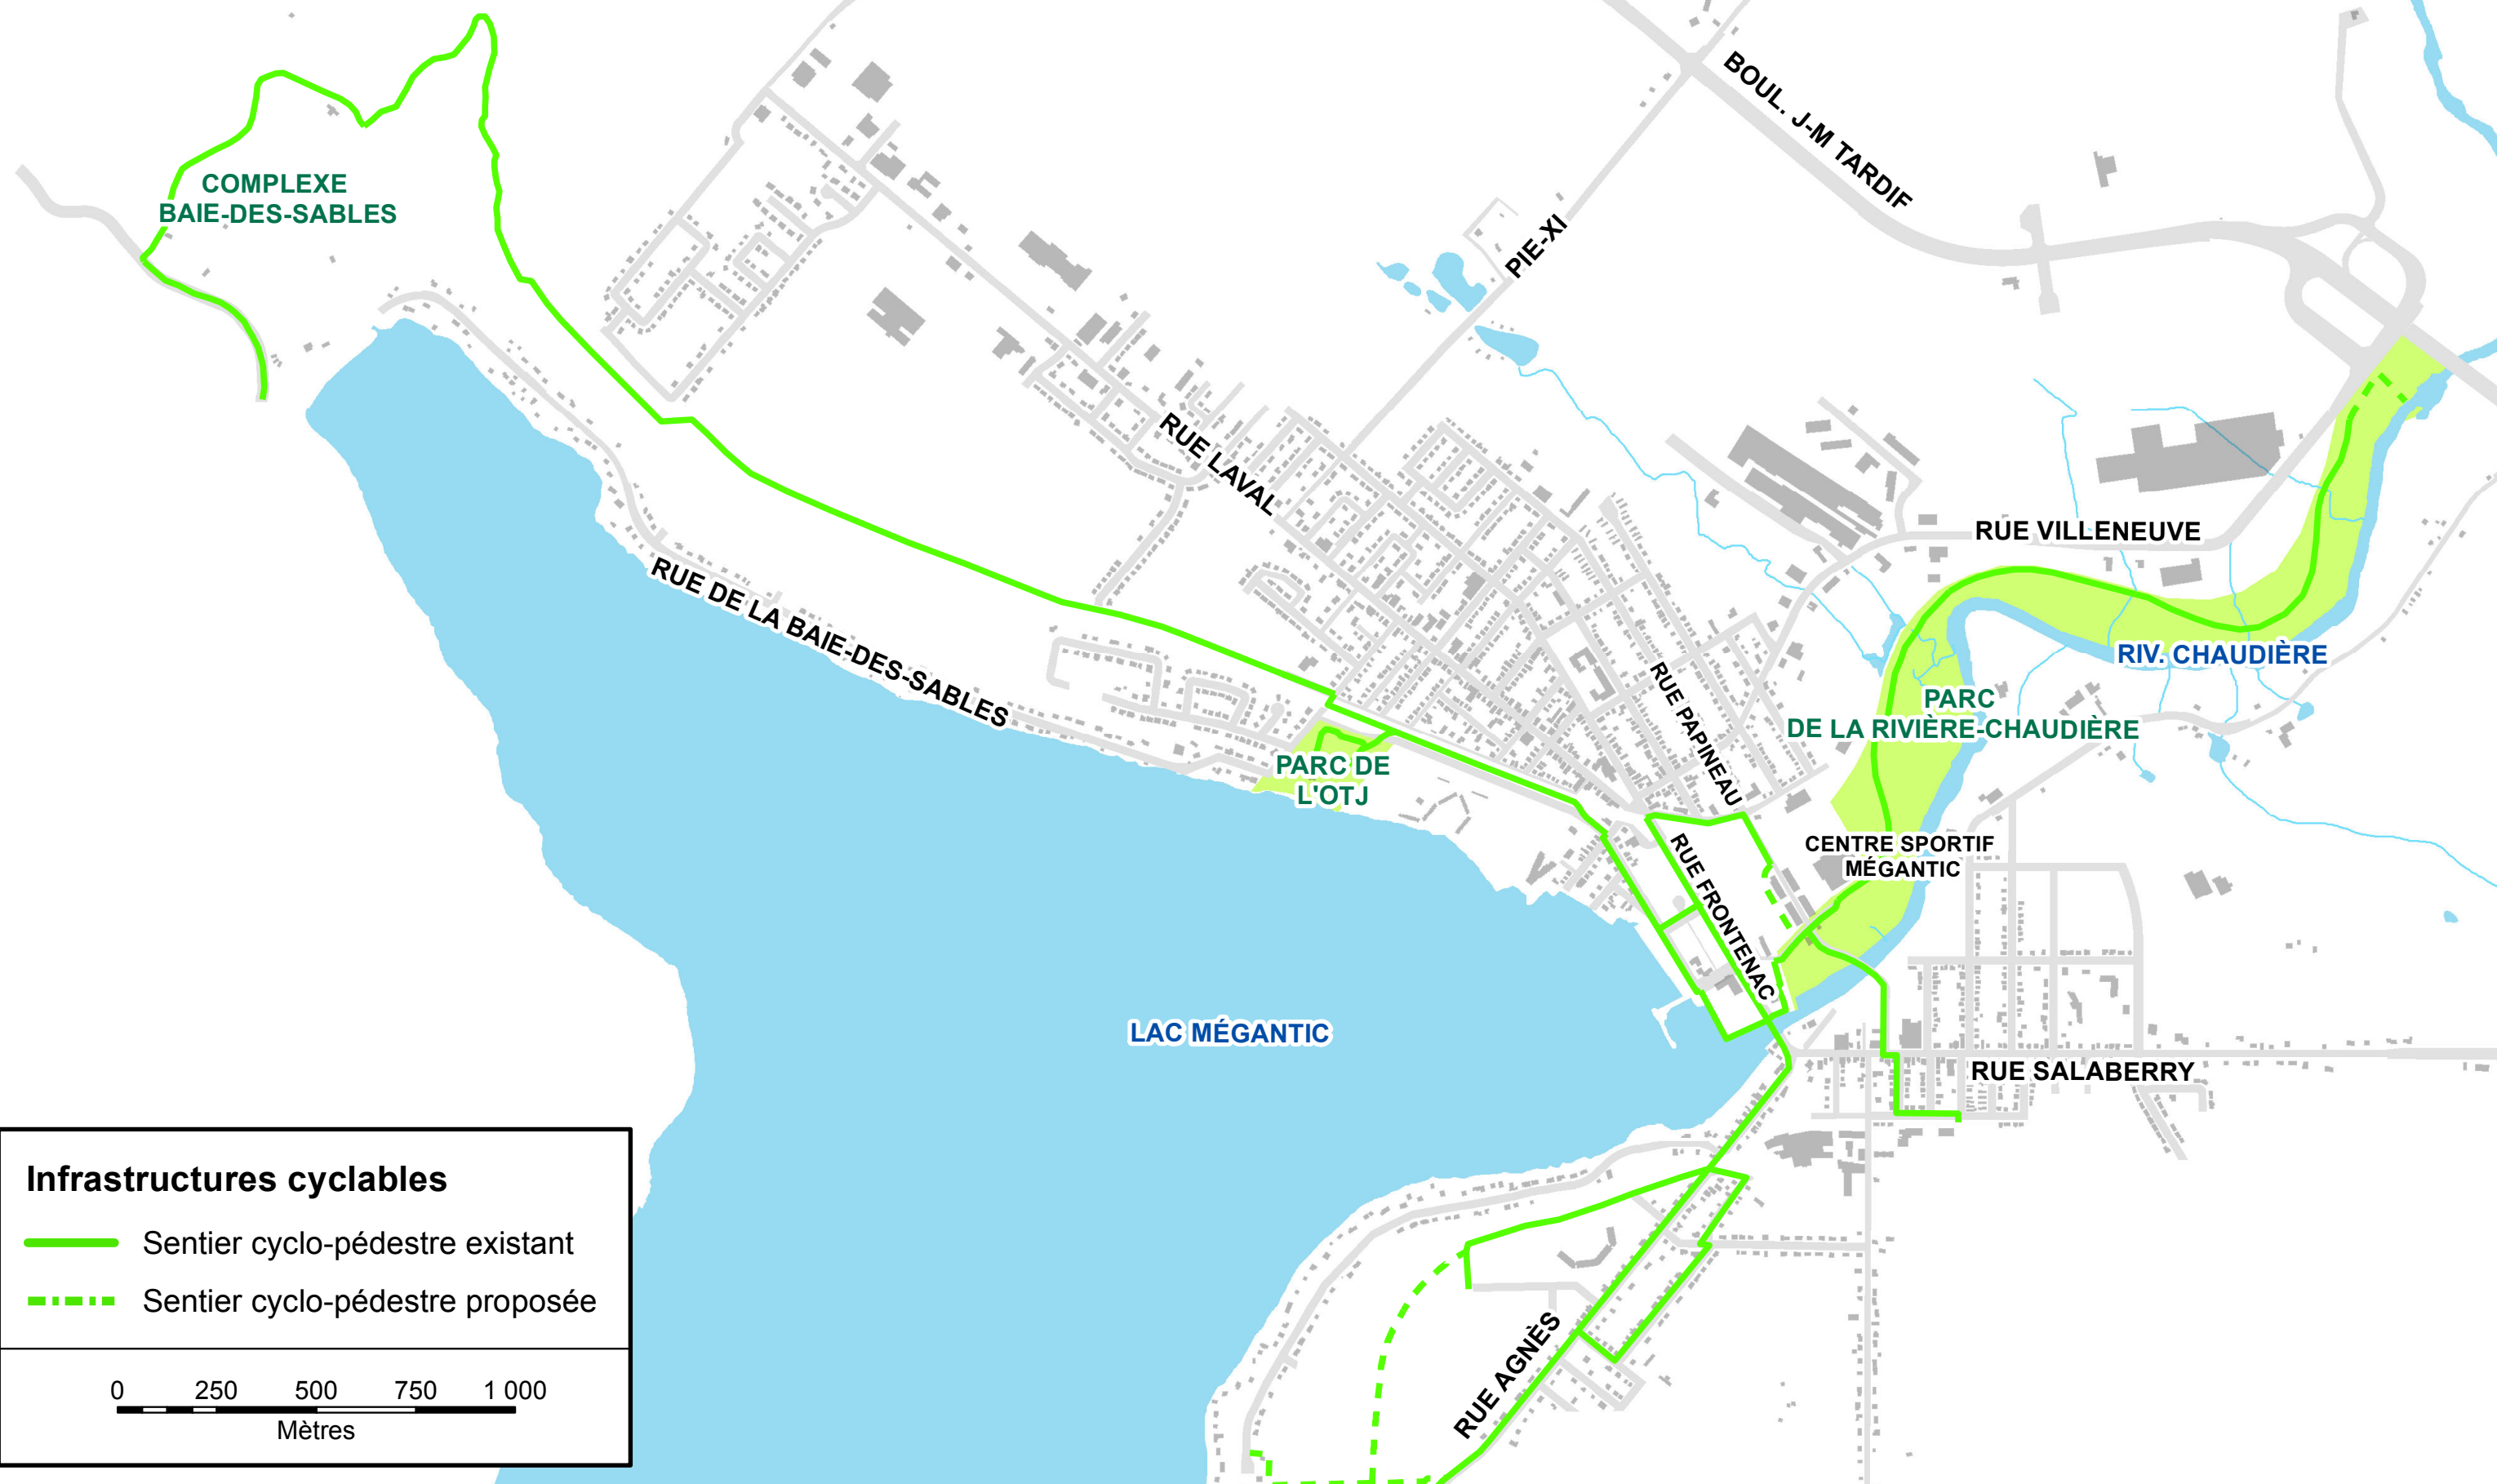 BOUL. J-M TARDIF
COMPLEXE
BAIE-DES-SABLES
PIE-XI
RUE LAVAL
RUE VILLENEUVE
RUE DE LA BAIE-DES-SABLES
RIV. CHAUDIÈRE
RUE PAPINEAU
PARC
DE LA RIVIÈRE-CHAUDIÈRE
PARC DE
L'OTJ
CENTRE SPORTIF
MÉGANTIC
RUE FRONTENAC
LAC MÉGANTIC
RUE SALABERRY
RUE AGNÈS
Infrastructures cyclables
Sentier cyclo-pédestre existant
Sentier cyclo-pédestre proposée
0 250 500 750 1 000
Mètres